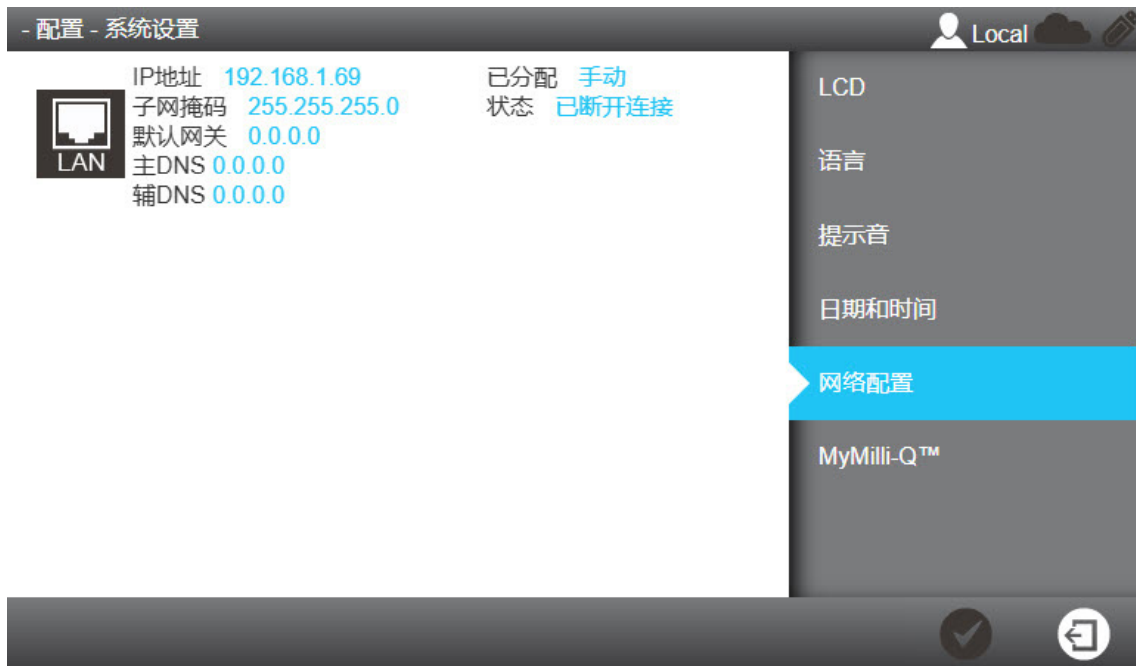 - 配置 - 系统设置
Local
LAN
IP地址 192.168.1.69
子网掩码 255.255.255.0
默认网关 0.0.0.0
主DNS 0.0.0.0
辅DNS 0.0.0.0
已分配 手动
状态 已断开连接
LCD
语言
提示音
日期和时间
网络配置
MyMilli-Q™